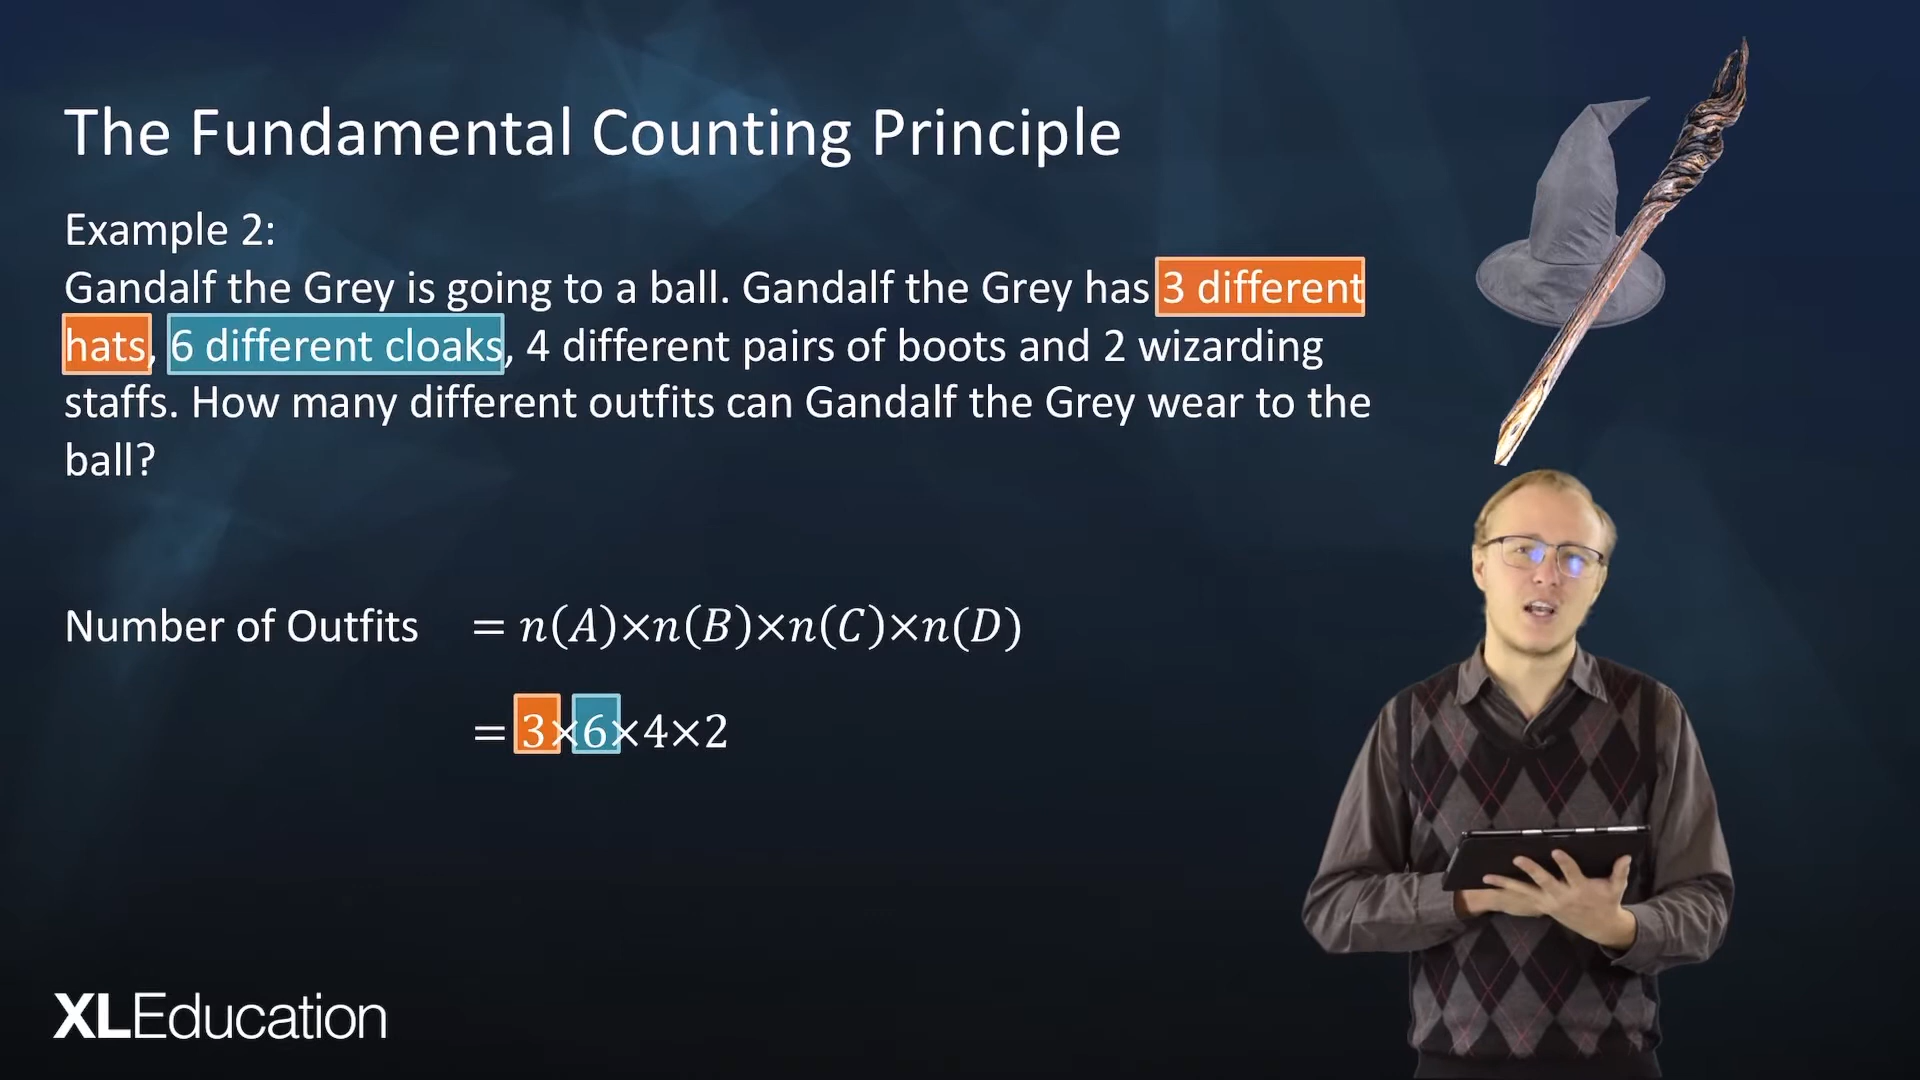 The Fundamental Counting Principle
Example 2:
Gandalf the Grey is going to a ball. Gandalf the Grey has 3 different
hats, 6 different cloaks, 4 different pairs of boots and 2 wizarding
staffs. How many different outfits can Gandalf the Grey wear to the
ball?
Number of Outfits = n(A)×n(B)×n(C)×n(D)
= 3×6×4×2
XLEducation